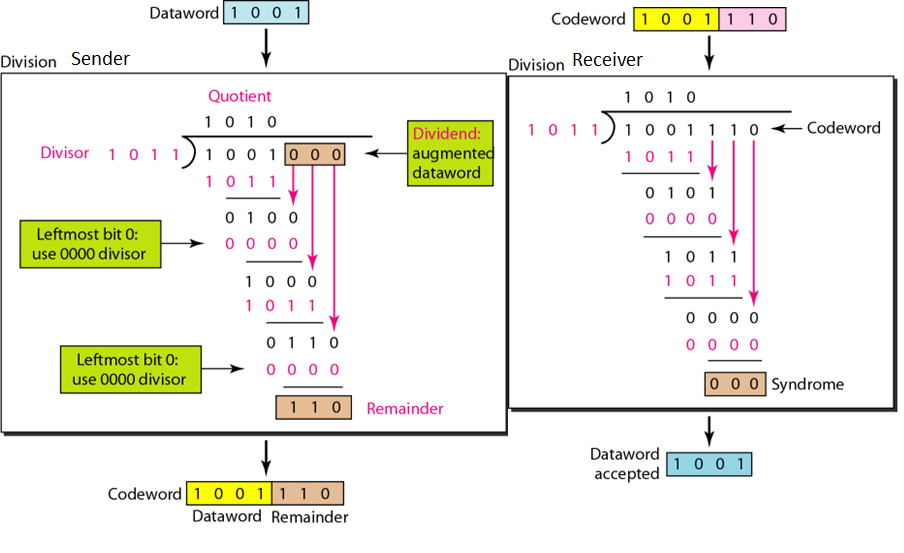 Dataword 1 0 0 1
Division Sender
Quotient
1 0 1 0
Divisor 1 0 1 1 1 0 0 1 0 0 0
Dividend:
augmented
dataword
1 0 1 1
0 1 0 0
Leftmost bit 0:
use 0000 divisor
0 0 0 0
1 0 0 0
1 0 1 1
0 1 1 0
Leftmost bit 0:
use 0000 divisor
0 0 0 0
1 1 0 Remainder
Codeword 1 0 0 1 1 1 0
Dataword Remainder
Codeword 1 0 0 1 1 1 0
Division Receiver
1 0 1 0
1 0 1 1 1 0 0 1 1 1 0 Codeword
1 0 1 1
0 1 0 1
0 0 0 0
1 0 1 1
1 0 1 1
0 0 0 0
0 0 0 0
0 0 0 Syndrome
Dataword
accepted 1 0 0 1